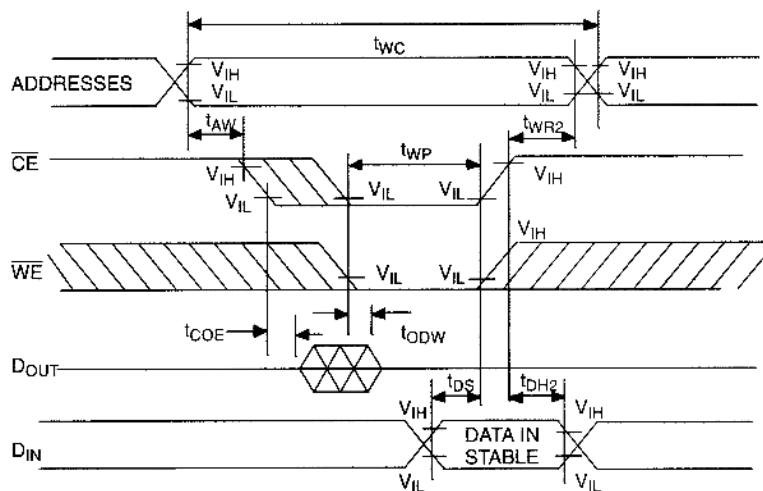 tWC
ADDRESSES
VIH
VIL
VIH
VIL
VIH
VIL
tAW
tWR2
CE
tWP
VIH
VIL
VIL
VIL
VIH
WE
VIL
VIL
VIH
tCOE
tODW
DOUT
tDS
tDH2
DIN
VIH
VIL
DATA IN
STABLE
VIH
VIL